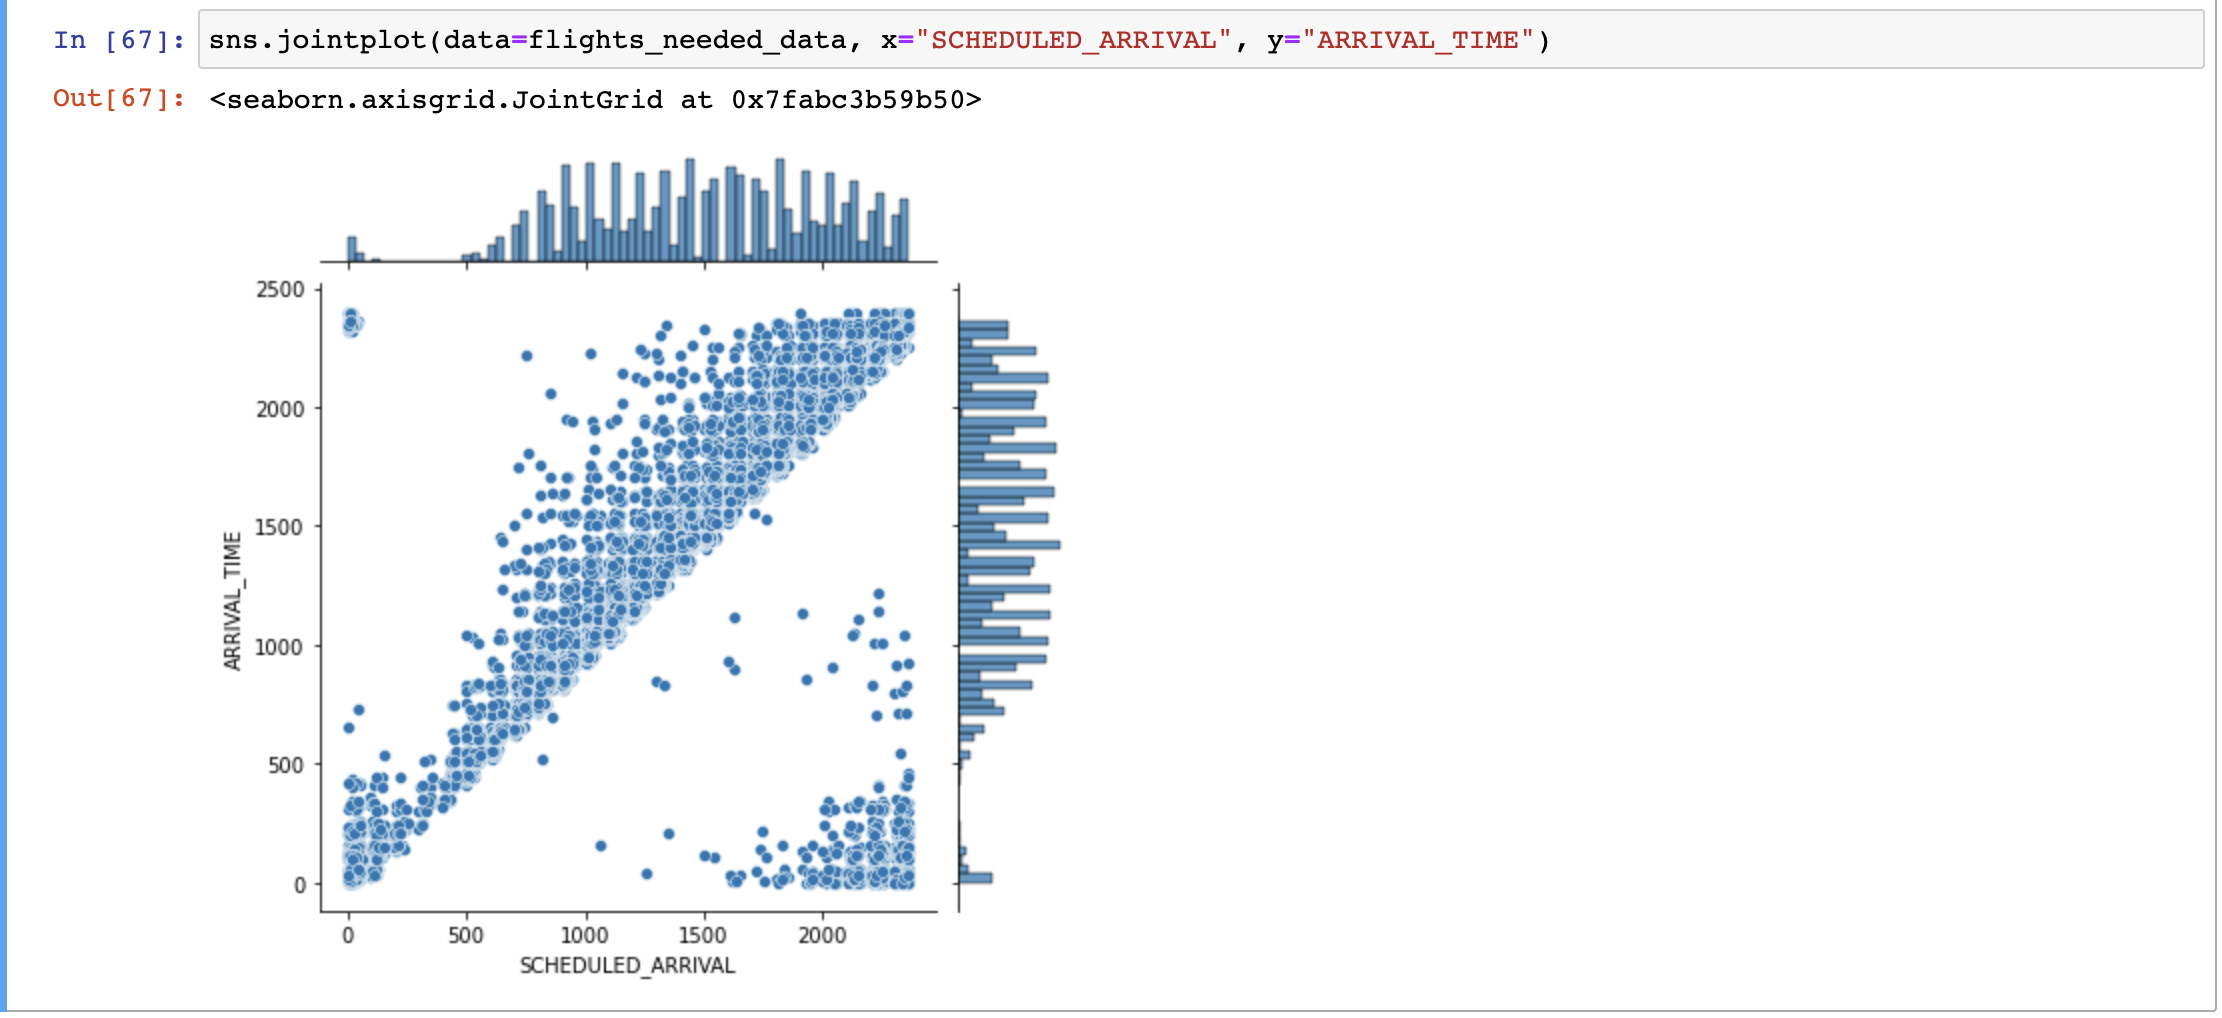 In [67]: sns.jointplot(data=flights_needed_data, x="SCHEDULED_ARRIVAL", y="ARRIVAL_TIME")
Out[67]: <seaborn.axisgrid.JointGrid at 0x7fabc3b59b50>
2500
2000
1500
1000
500
0
ARRIVAL_TIME
0 500 1000 1500 2000
SCHEDULED_ARRIVAL